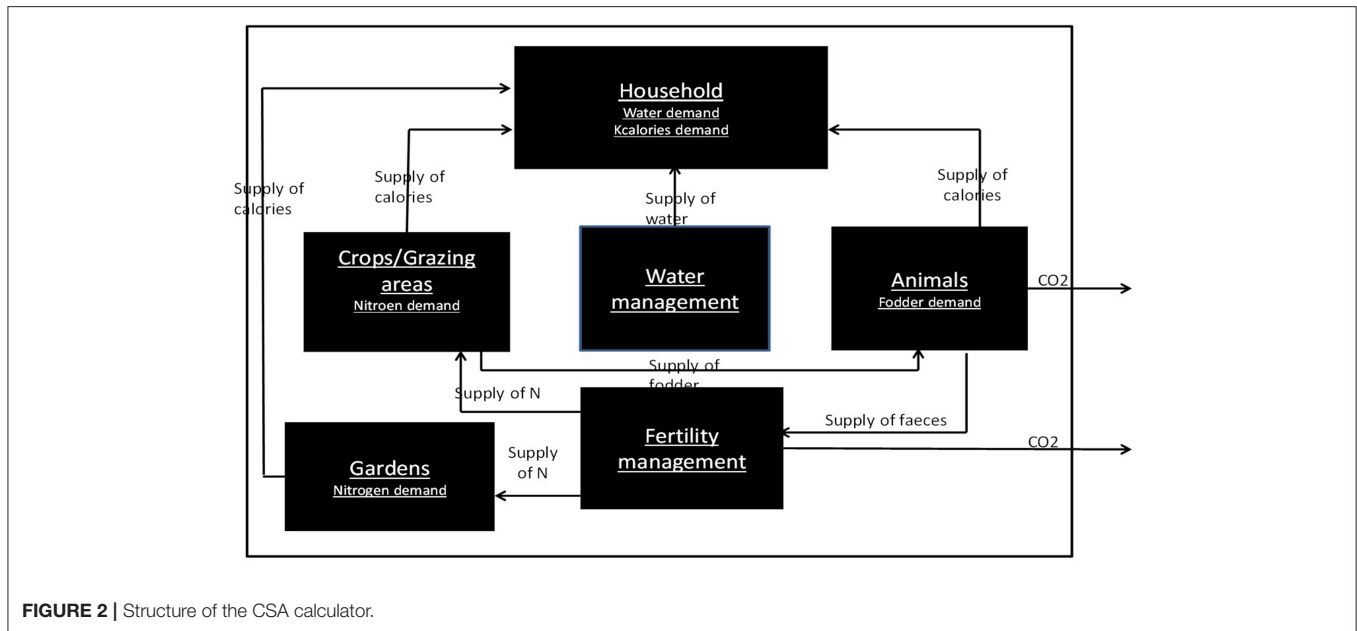 Household
Water demand
Kcalories demand
Supply of
calories
Supply of
calories
Supply of
water
Supply of
calories
Crops/Grazing
areas
Nitroen demand
Water
management
Animals
Fodder demand
CO2
Supply of
fodder
Supply of N
Supply of faeces
Fertility
management
CO2
Supply
of N
Gardens
Nitrogen demand
FIGURE 2 | Structure of the CSA calculator.